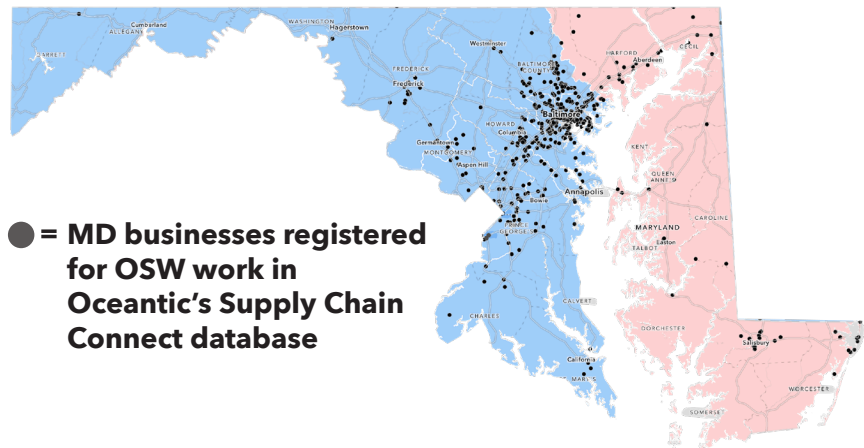 Cumberland
ALLEGANY
GARRETT
WASHINGTON
Hagerstown
Westminster
FREDERICK
Frederick
BALTIMORE
COUNTY
HARFORD
Aberdeen
CECIL
Baltimore
HOWARD
Columbia
Germantown
MONTGOMERY
Aspen Hill
KENT
QUEEN
ANNE'S
Annapolis
Bowie
PRINCE
GEORGE'S
CAROLINE
MARYLAND
TALBOT
Easton
= MD businesses registered
for OSW work in
Oceantic's Supply Chain
Connect database
CALVERT
CHARLES
DORCHESTER
Salisbury
California
ST MARY'S
WORCESTER
SOMERSET